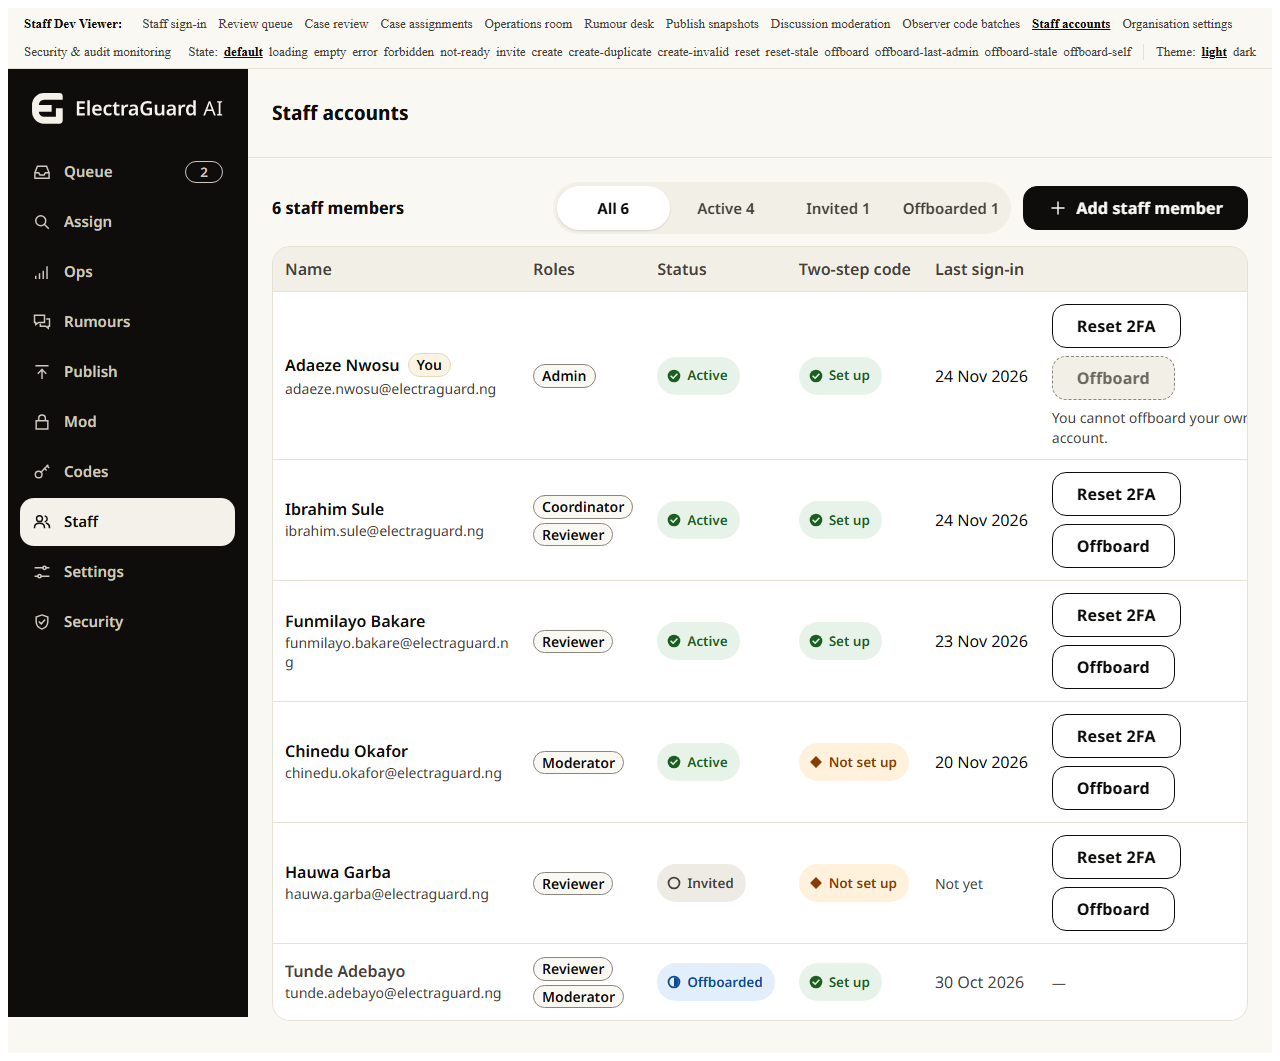 Staff Dev Viewer: Staff sign-in Review queue Case review Case assignments Operations room Rumour desk Publish snapshots Discussion moderation Observer code batches Staff accounts Organisation settings
Security & audit monitoring State: default loading empty error forbidden not-ready invite create create-duplicate create-invalid reset reset-stale offboard offboard-last-admin offboard-stale offboard-self Theme: light dark
ElectraGuard AI
Queue 2
Assign
Ops
Rumours
Publish
Mod
Codes
Staff
Settings
Security
Staff accounts
6 staff members All 6 Active 4 Invited 1 Offboarded 1 Add staff member
Name Roles Status Two-step code Last sign-in
Adaeze Nwosu You
adaeze.nwosu@electraguard.ng
Admin Active Set up 24 Nov 2026
Reset 2FA
Offboard
You cannot offboard your own
account.
Ibrahim Sule
ibrahim.sule@electraguard.ng
Coordinator
Reviewer
Active Set up 24 Nov 2026
Reset 2FA
Offboard
Funmilayo Bakare
funmilayo.bakare@electraguard.n
g
Reviewer Active Set up 23 Nov 2026
Reset 2FA
Offboard
Chinedu Okafor
chinedu.okafor@electraguard.ng
Moderator Active Not set up 20 Nov 2026
Reset 2FA
Offboard
Hauwa Garba
hauwa.garba@electraguard.ng
Reviewer Invited Not set up Not yet
Reset 2FA
Offboard
Tunde Adebayo
tunde.adebayo@electraguard.ng
Reviewer
Moderator
Offboarded Set up 30 Oct 2026 —